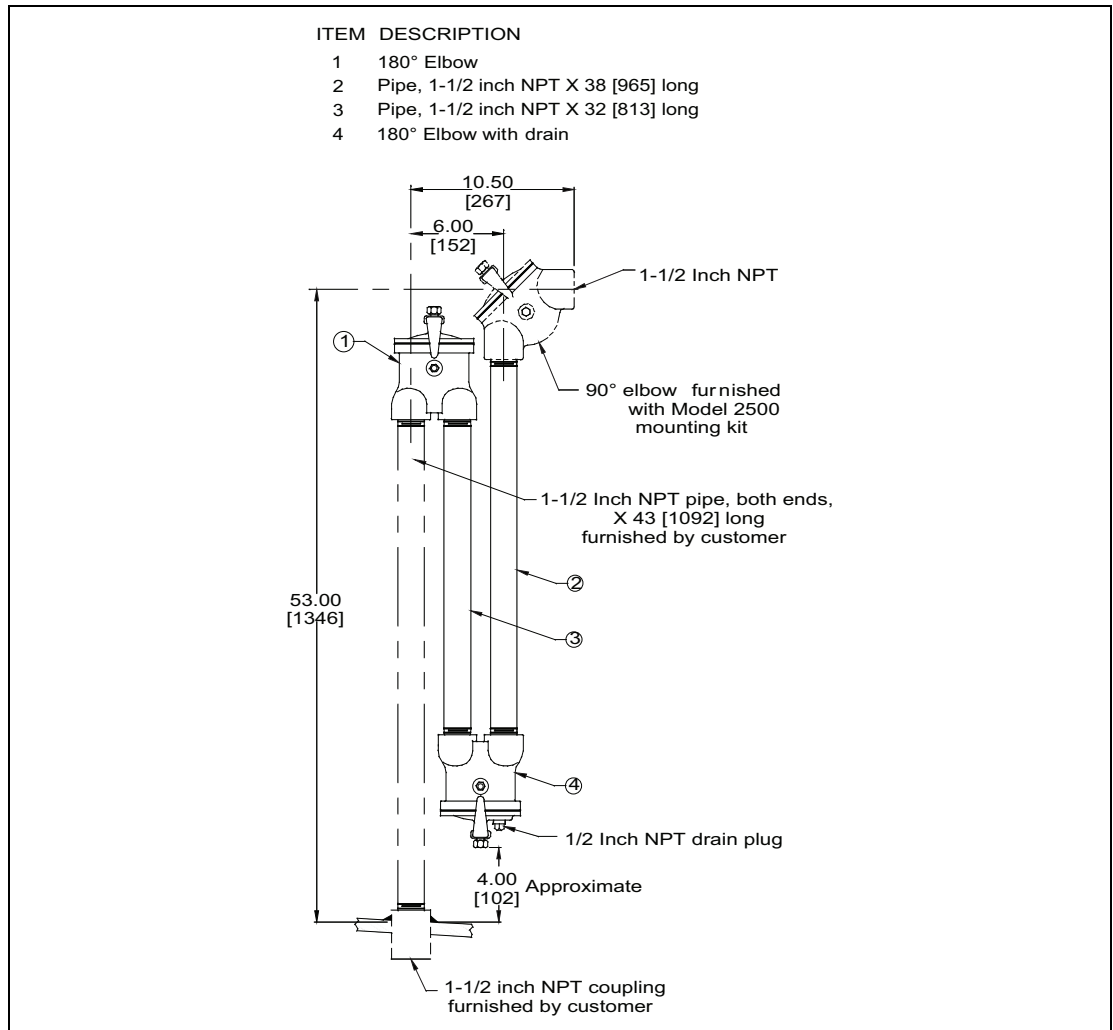 ITEM DESCRIPTION
1 180° Elbow
2 Pipe, 1-1/2 inch NPT X 38 [965] long
3 Pipe, 1-1/2 inch NPT X 32 [813] long
4 180° Elbow with drain
10.50
[267]
6.00
[152]
1-1/2 Inch NPT
1
90° elbow furnished
with Model 2500
mounting kit
1-1/2 Inch NPT pipe, both ends,
X 43 [1092] long
furnished by customer
2
53.00
[1346]
3
4
1/2 Inch NPT drain plug
4.00
[102]
Approximate
1-1/2 inch NPT coupling
furnished by customer